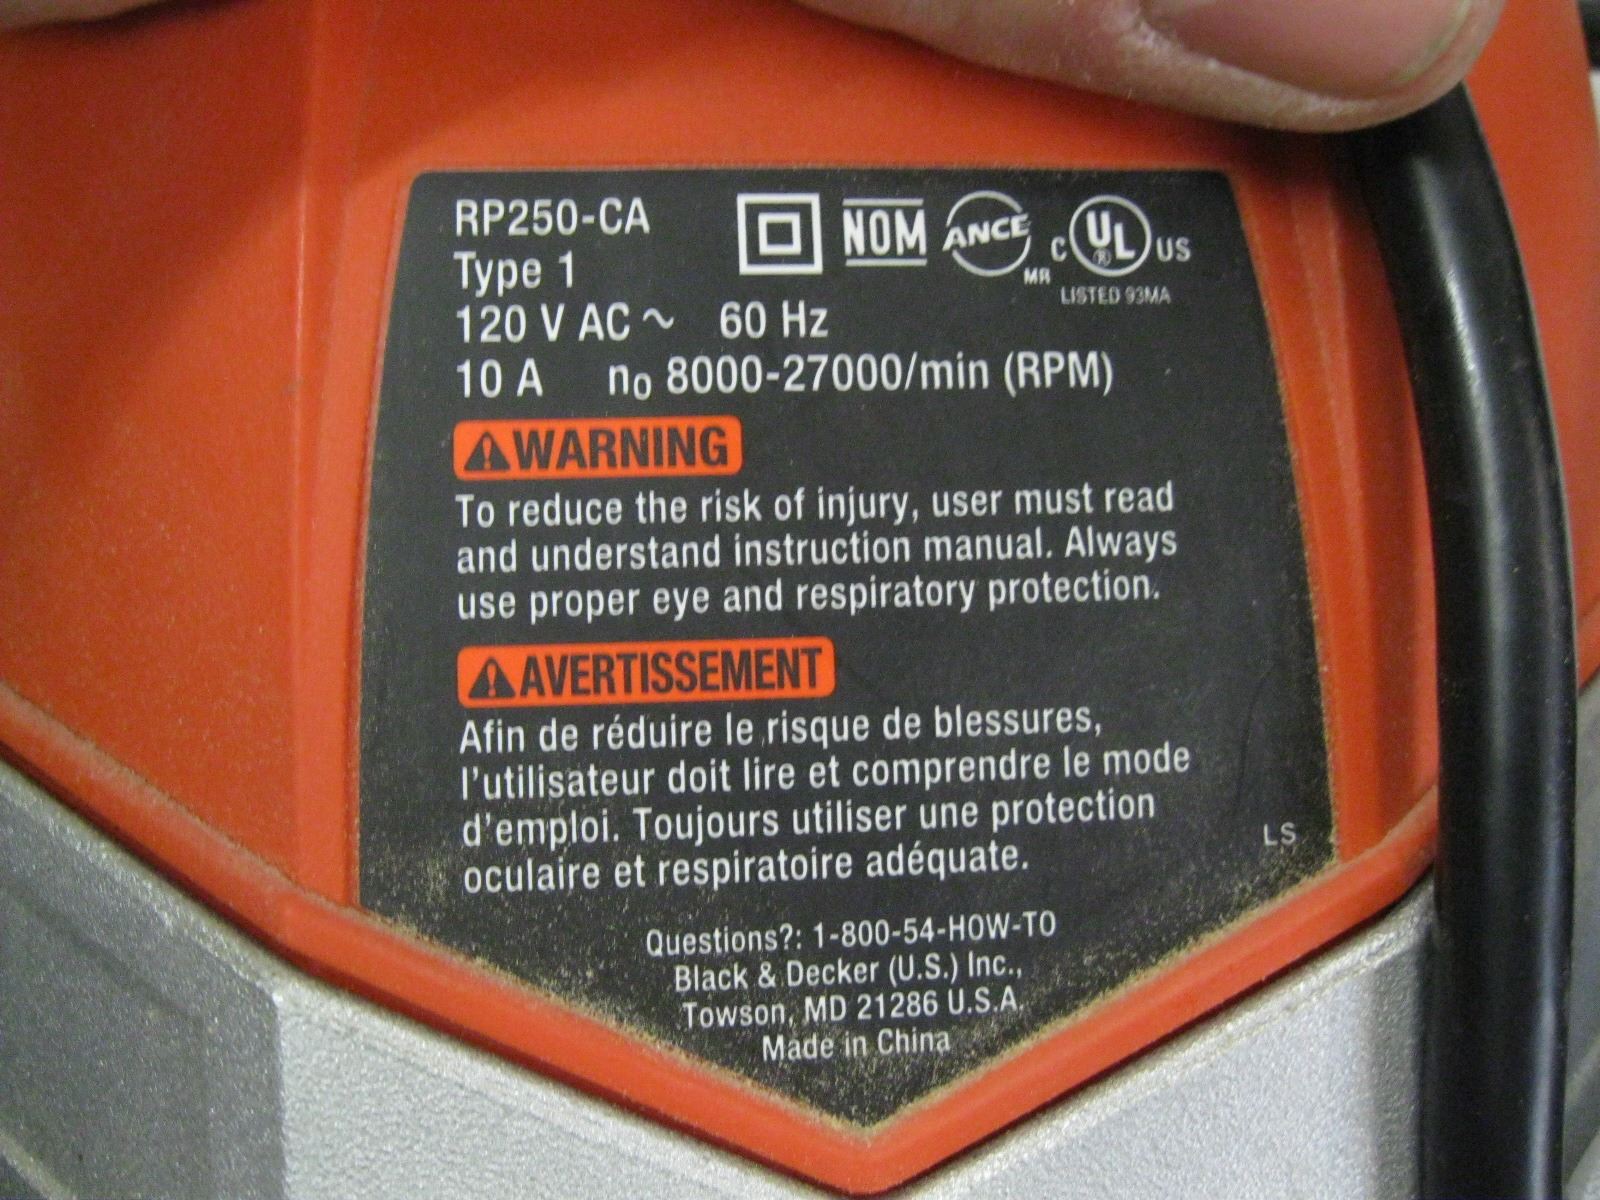 RP250-CA
Type 1
120 V AC ~ 60 Hz
10 A n0 8000-27000/min (RPM)
NOM
ANCE
MR
C UL ® US
LISTED 93MA
WARNING
To reduce the risk of injury, user must read
and understand instruction manual. Always
use proper eye and respiratory protection.
AVERTISSEMENT
Afin de réduire le risque de blessures,
l'utilisateur doit lire et comprendre le mode
d'emploi. Toujours utiliser une protection
oculaire et respiratoire adéquate.
LS
Questions?: 1-800-54-HOW-TO
Black & Decker (U.S.) Inc.,
Towson, MD 21286 U.S.A.
Made in China